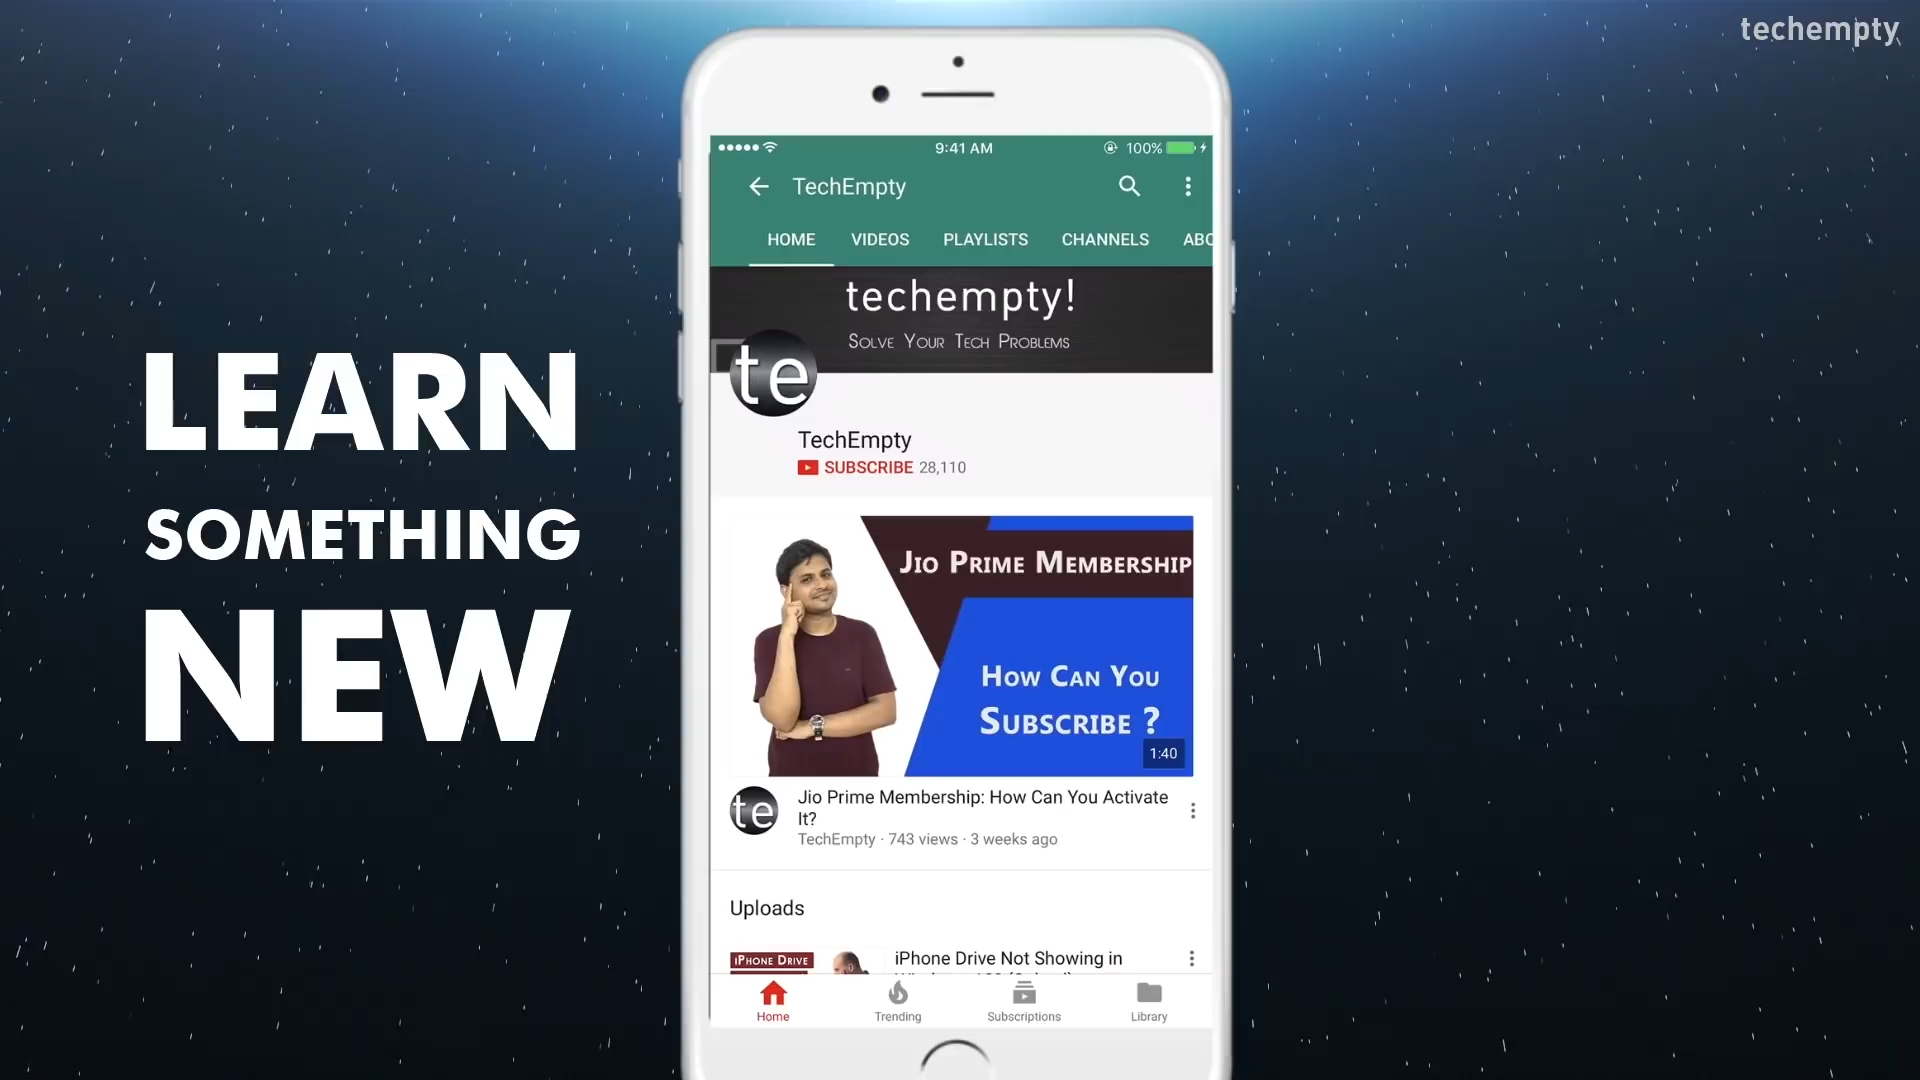 techempty
LEARN
SOMETHING
NEW
9:41 AM
100%
TechEmpty
HOME VIDEOS PLAYLISTS CHANNELS ABO
techempty!
Solve Your Tech Problems
te
TechEmpty
SUBSCRIBE 28,110
Jio Prime Membership
How Can You
Subscribe ?
1:40
te
Jio Prime Membership: How Can You Activate
It?
TechEmpty · 743 views · 3 weeks ago
Uploads
iPhone Drive
iPhone Drive Not Showing in
Home Trending Subscriptions Library